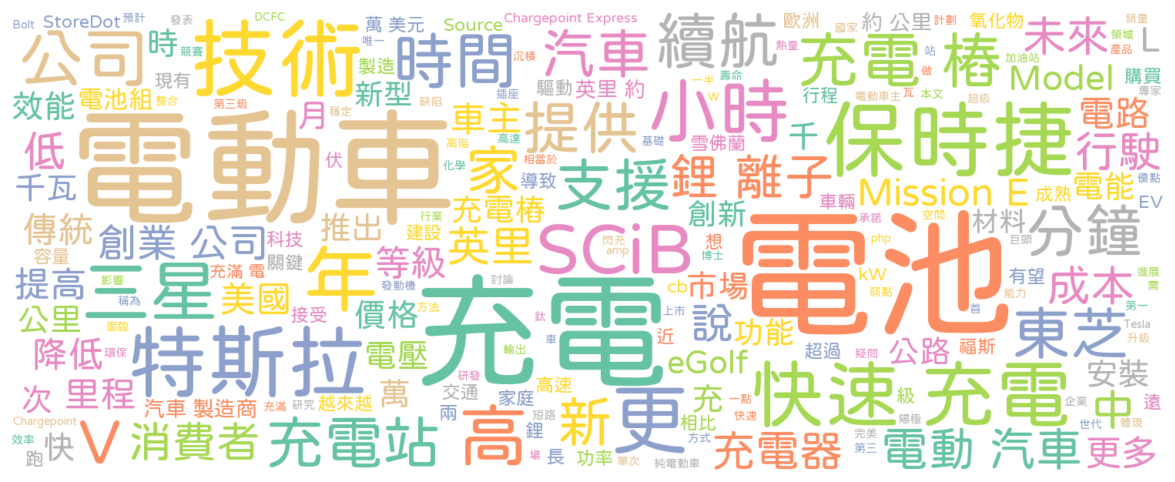 Bolt StoreDot 預計 發表 DCFC 萬 美元 Source Chargepoint Express 歐洲 國家 約 公里 計劃 氧化物 未來 銷量 領域 L
公司 時 競賽 技術 唯一 時間 沉積 汽車 續航 熱量 充電 樁 站 加油站 產品
現有 製造 插座 驅動 英里 約 一半 壽命 行程 瓦 做 本文 Model 購買 專家
效能 電池組 整合 第三級 新型 缺陷 W 電動車主 超級
電動車 月 穩定 車主 高達 提供 小時 基礎 千 保時捷 電路
低 伏 高階 化學 家 相當於 導致 雪佛蘭 行駛
千瓦 支援 鋰 離子 車輛 Mission E 成熟 電能 優點 EV
傳統 推出 充電樁 創新 承諾 空間 材料 分鐘
容量 創業 公司 科技 行業 建設 英里 SCiB 閃充 amp 想 博士 電池 php 巨頭
關鍵 年 等級 kW 有望 能力 進展 需
提高 三星 影響 充滿 電 美國 發動機 討論 充電 cb 市場 弱點 成本 第一
公里 稱為 面臨 接受 價格 方法 鈦 上市 說 功能 首 東芝 Tesla 升級
降低 環保 特斯拉 電壓 輸出 車 近 超過 疑問 公路 福斯
次 里程 研發 eGolf 快速 充電 安裝
汽車 製造商 充滿 研究 越來越 萬 交通 家庭 高速 更 充 一點 級 陽極 企業 中 遠
Chargepoint V 消費者 充電站 兩 高 鋰 短路 新 相比 快速 世代 體現
效率 快 跑 場 長 功率 單次 方式 純電動車 充電器 完美 第三 電動 汽車 更多